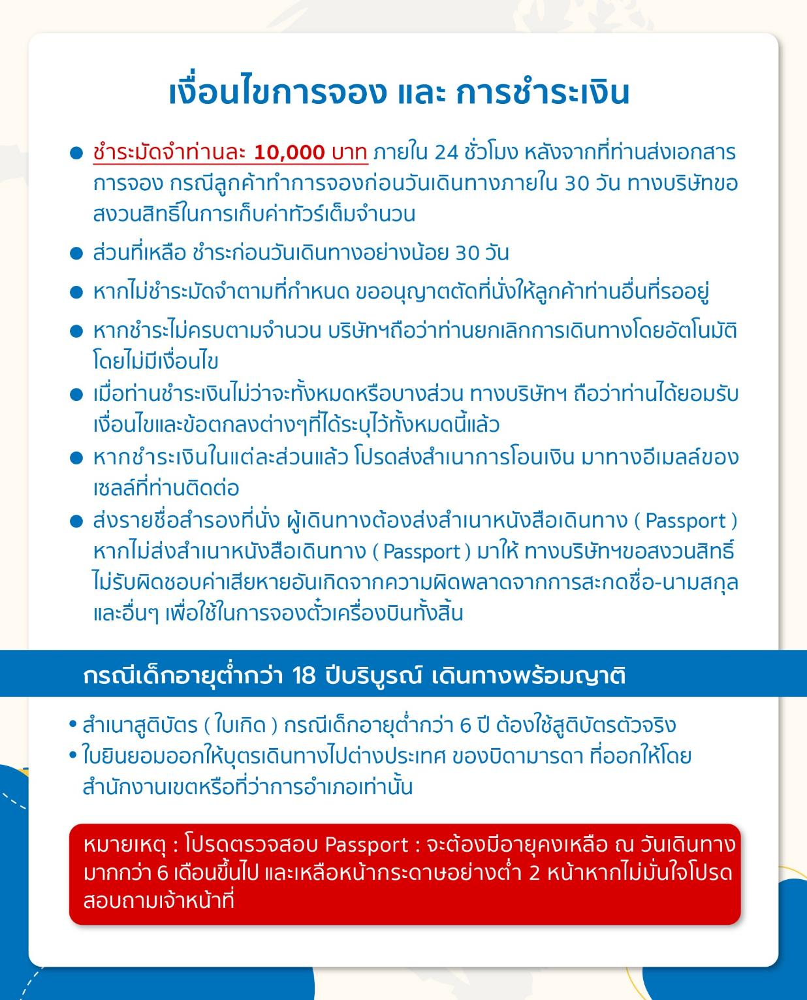 เงื่อนไขการจอง และ การชำระเงิน
● ชำระมัดจำท่านละ 10,000 บาท ภายใน 24 ชั่วโมง หลังจากที่ท่านส่งเอกสาร
การจอง กรณีลูกค้าทำการจองก่อนวันเดินทางภายใน 30 วัน ทางบริษัทขอ
สงวนสิทธิ์ในการเก็บค่าทัวร์เต็มจำนวน
● ส่วนที่เหลือ ชำระก่อนวันเดินทางอย่างน้อย 30 วัน
● หากไม่ชำระมัดจำตามที่กำหนด ขออนุญาตตัดที่นั่งให้ลูกค้าท่านอื่นที่รออยู่
● หากชำระไม่ครบตามจำนวน บริษัทฯถือว่าท่านยกเลิกการเดินทางโดยอัตโนมัติ
โดยไม่มีเงื่อนไข
● เมื่อท่านชำระเงินไม่ว่าจะทั้งหมดหรือบางส่วน ทางบริษัทฯ ถือว่าท่านได้ยอมรับ
เงื่อนไขและข้อตกลงต่างๆที่ได้ระบุไว้ทั้งหมดนี้แล้ว
● หากชำระเงินในแต่ละส่วนแล้ว โปรดส่งสำเนาการโอนเงิน มาทางอีเมลล์ของ
เซลล์ที่ท่านติดต่อ
● ส่งรายชื่อสำรองที่นั่ง ผู้เดินทางต้องส่งสำเนาหนังสือเดินทาง ( Passport )
หากไม่ส่งสำเนาหนังสือเดินทาง ( Passport ) มาให้ ทางบริษัทฯขอสงวนสิทธิ์
ไม่รับผิดชอบค่าเสียหายอันเกิดจากความผิดพลาดจากการสะกดชื่อ-นามสกุล
และอื่นๆ เพื่อใช้ในการจองตั๋วเครื่องบินทั้งสิ้น
กรณีเด็กอายุต่ำกว่า 18 ปีบริบูรณ์ เดินทางพร้อมญาติ
• สำเนาสูติบัตร ( ใบเกิด ) กรณีเด็กอายุต่ำกว่า 6 ปี ต้องใช้สูติบัตรตัวจริง
• ใบยินยอมออกให้บุตรเดินทางไปต่างประเทศ ของบิดามารดา ที่ออกให้โดย
สำนักงานเขตหรือที่ว่าการอำเภอเท่านั้น
หมายเหตุ : โปรดตรวจสอบ Passport : จะต้องมีอายุคงเหลือ ณ วันเดินทาง
มากกว่า 6 เดือนขึ้นไป และเหลือหน้ากระดาษอย่างต่ำ 2 หน้าหากไม่มั่นใจโปรด
สอบถามเจ้าหน้าที่